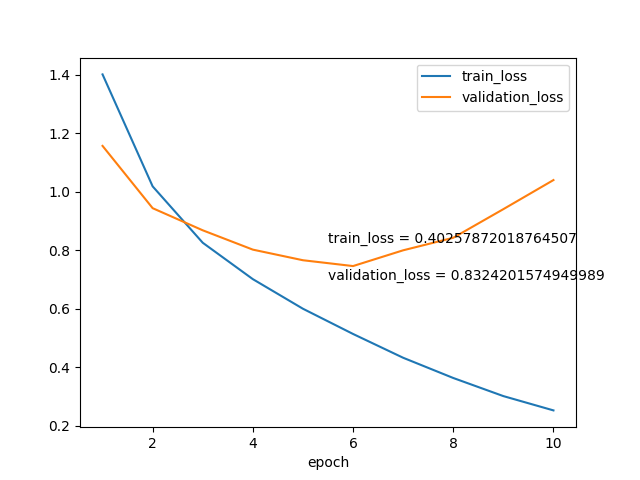 train_loss
validation_loss
1.4
1.2
1.0
0.8
0.6
0.4
0.2
train_loss = 0.40257872018764507
validation_loss = 0.8324201574949989
2
4
6
8
10
epoch